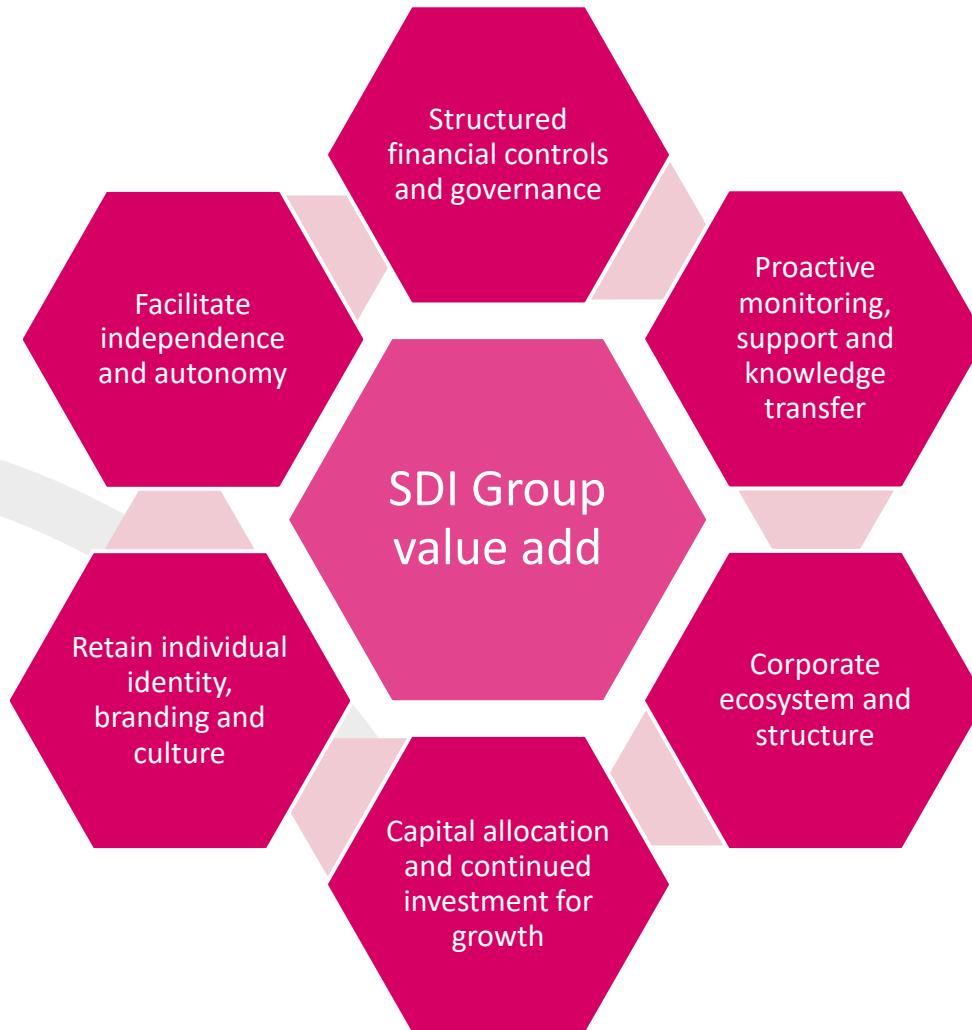 Structured
financial controls
and governance
Proactive
monitoring,
support and
knowledge
transfer
Facilitate
independence
and autonomy
SDI Group
value add
Retain individual
identity,
branding and
culture
Corporate
ecosystem and
structure
Capital allocation
and continued
investment for
growth